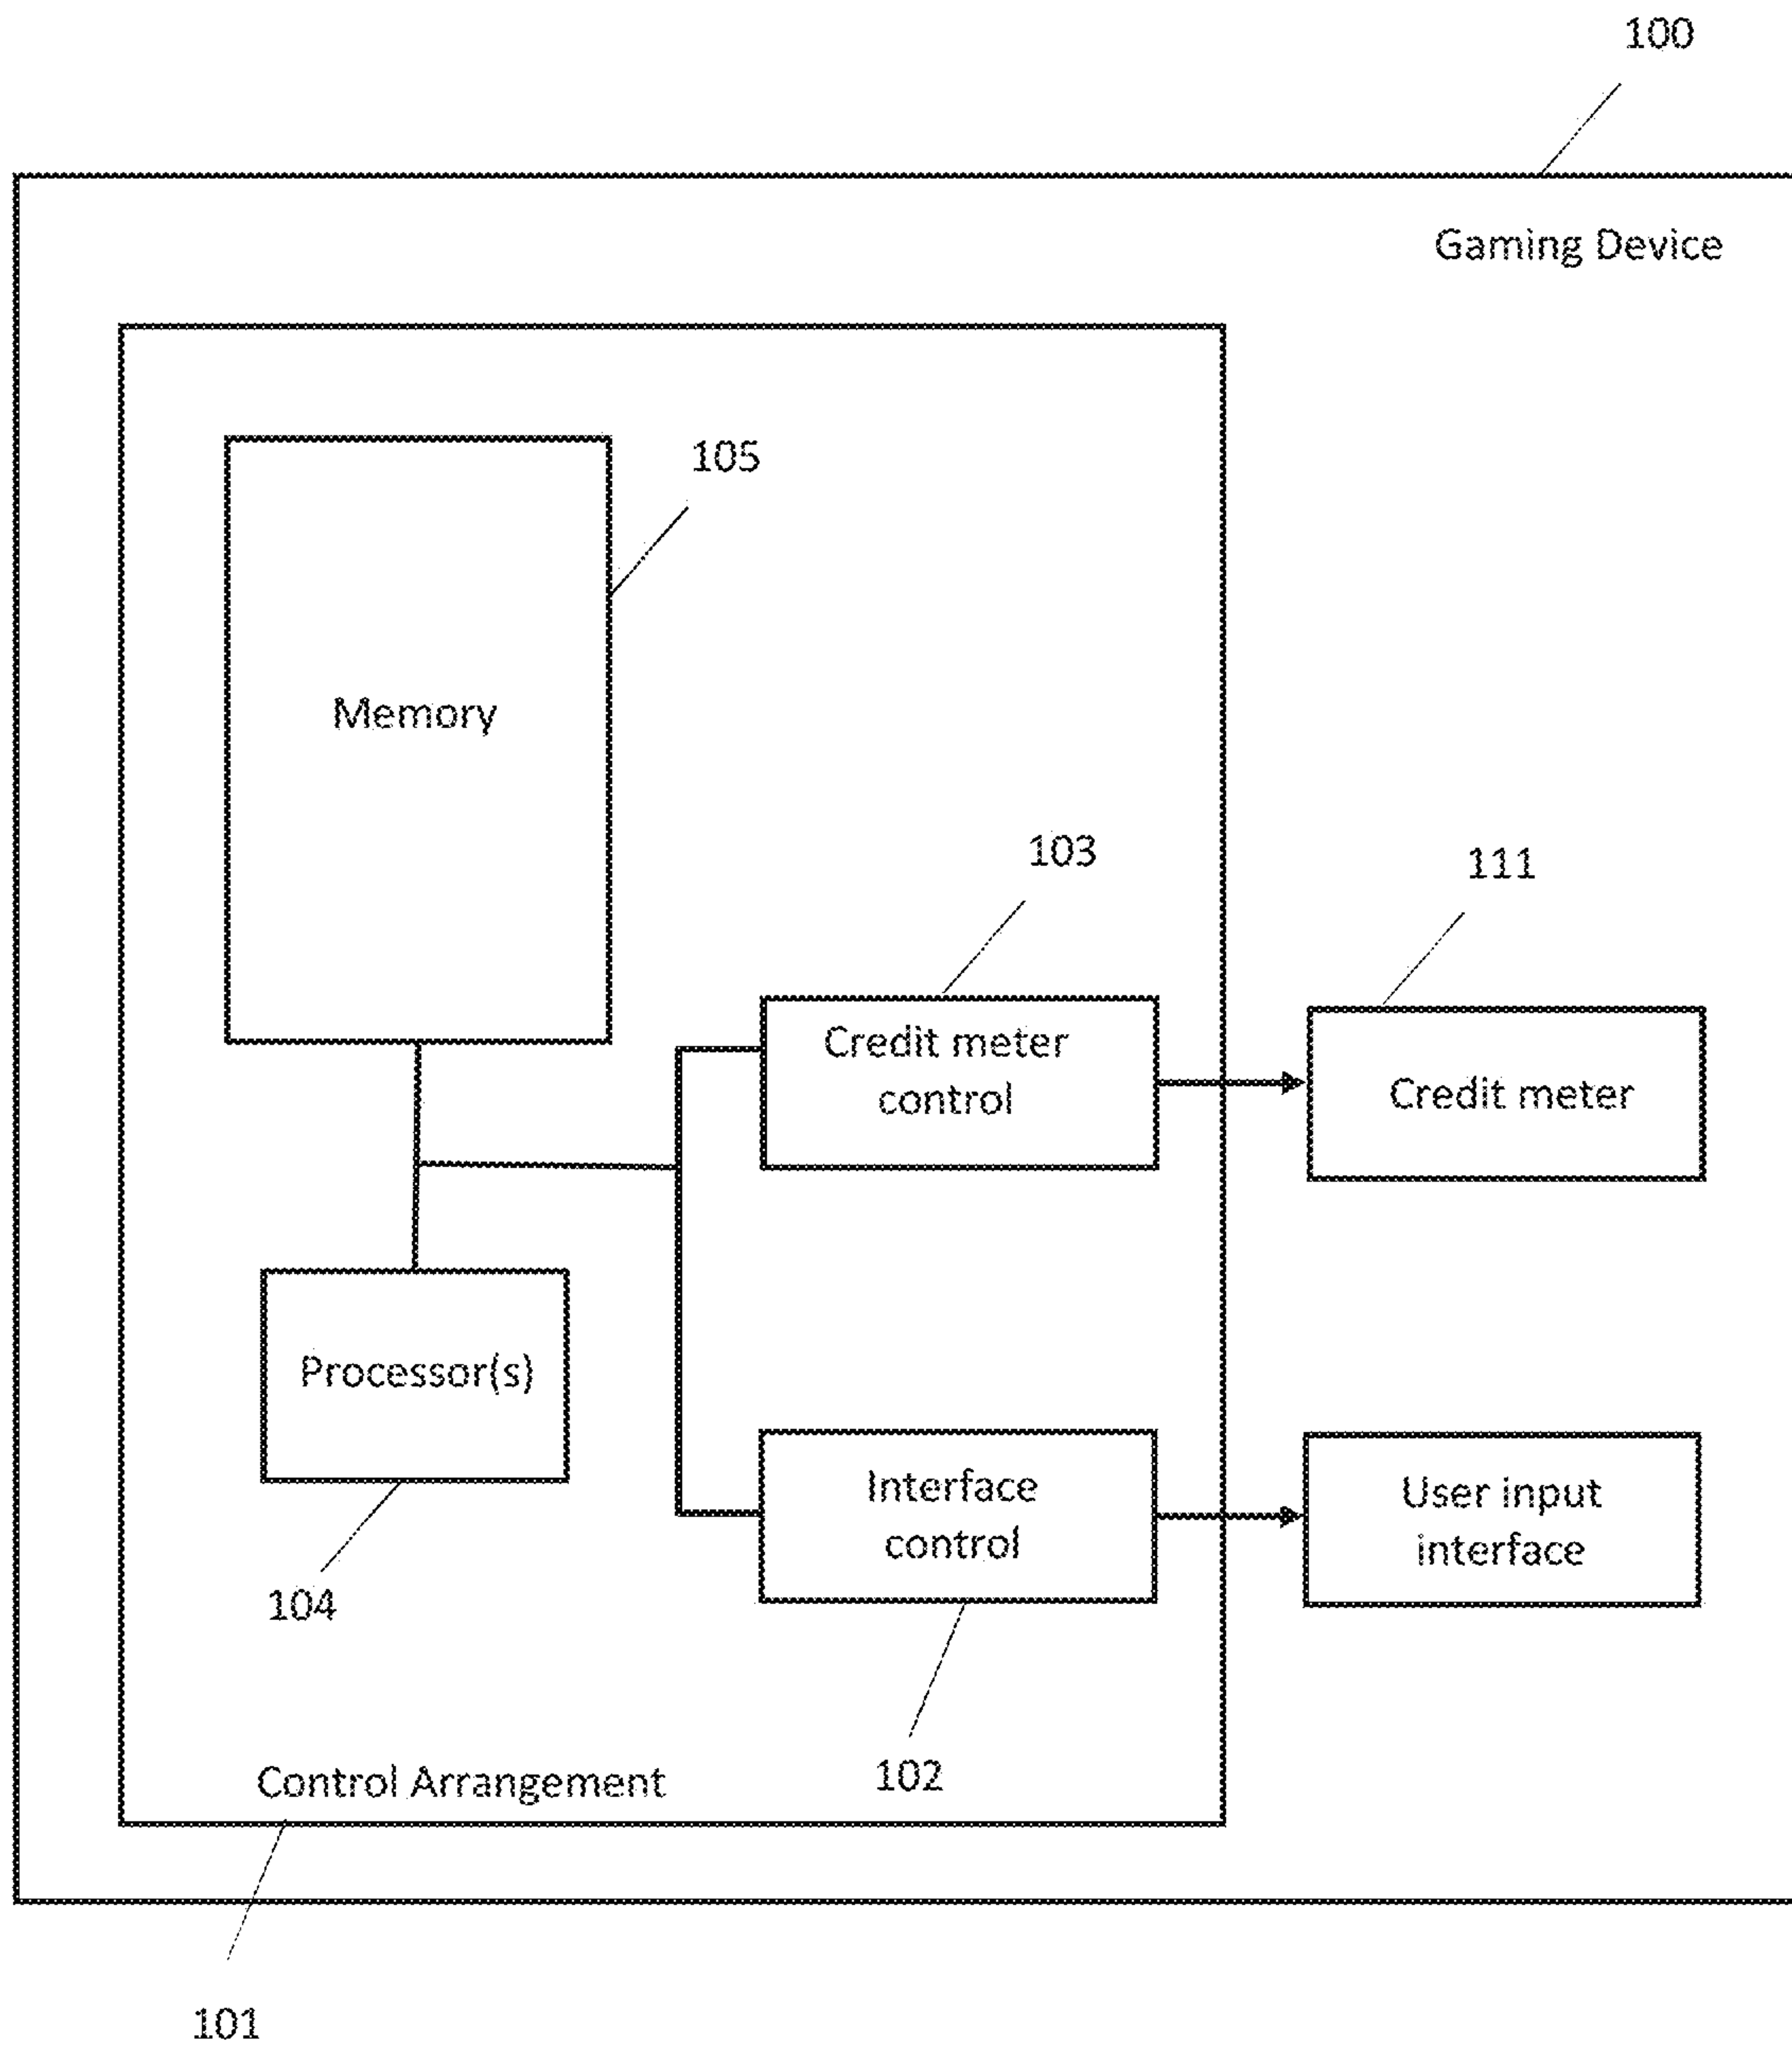 100
Gaming Device
105
Memory
103
111
Credit meter
control
Credit meter
Processor(s)
Interface
control
User input
interface
104
102
Control Arrangement
101